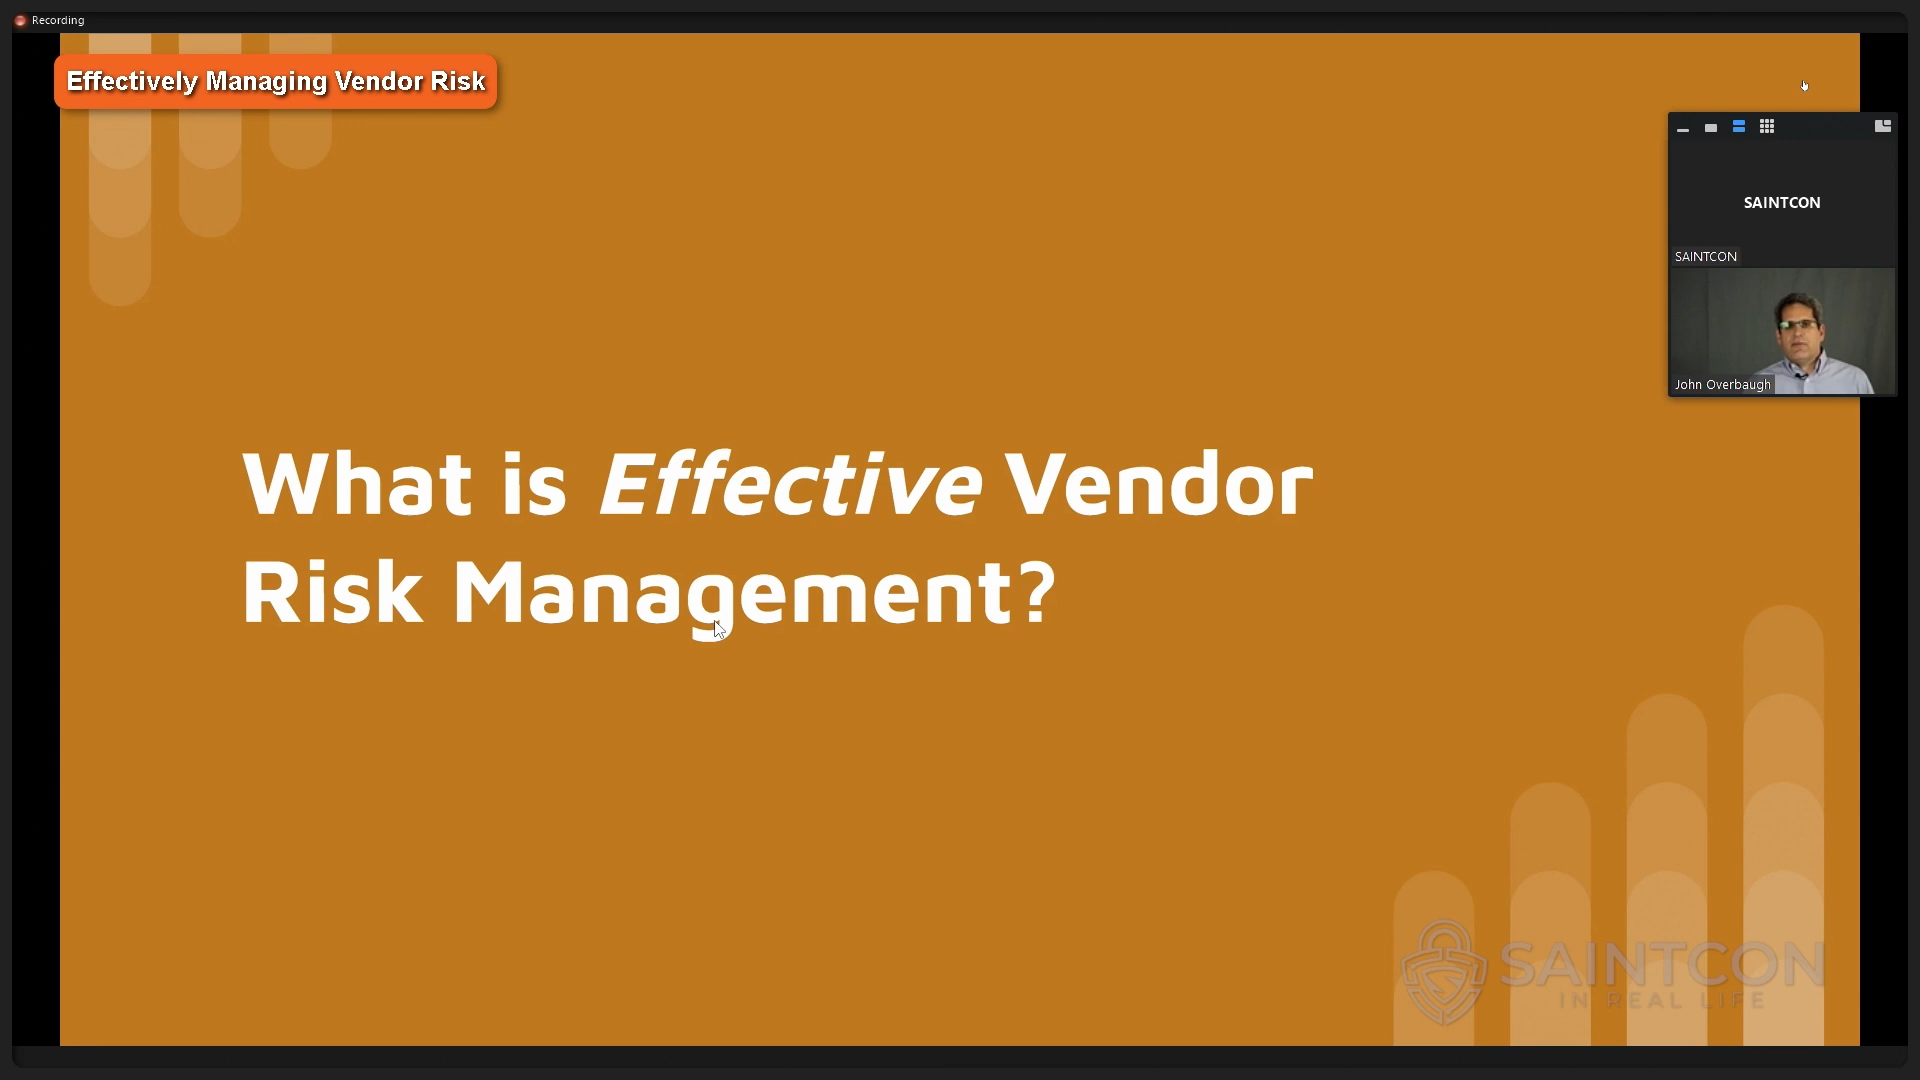 Recording
Effectively Managing Vendor Risk
SAINTCON
SAINTCON
John Overbaugh
What is Effective Vendor
Risk Management?
SAINTCON
IN REAL LIFE